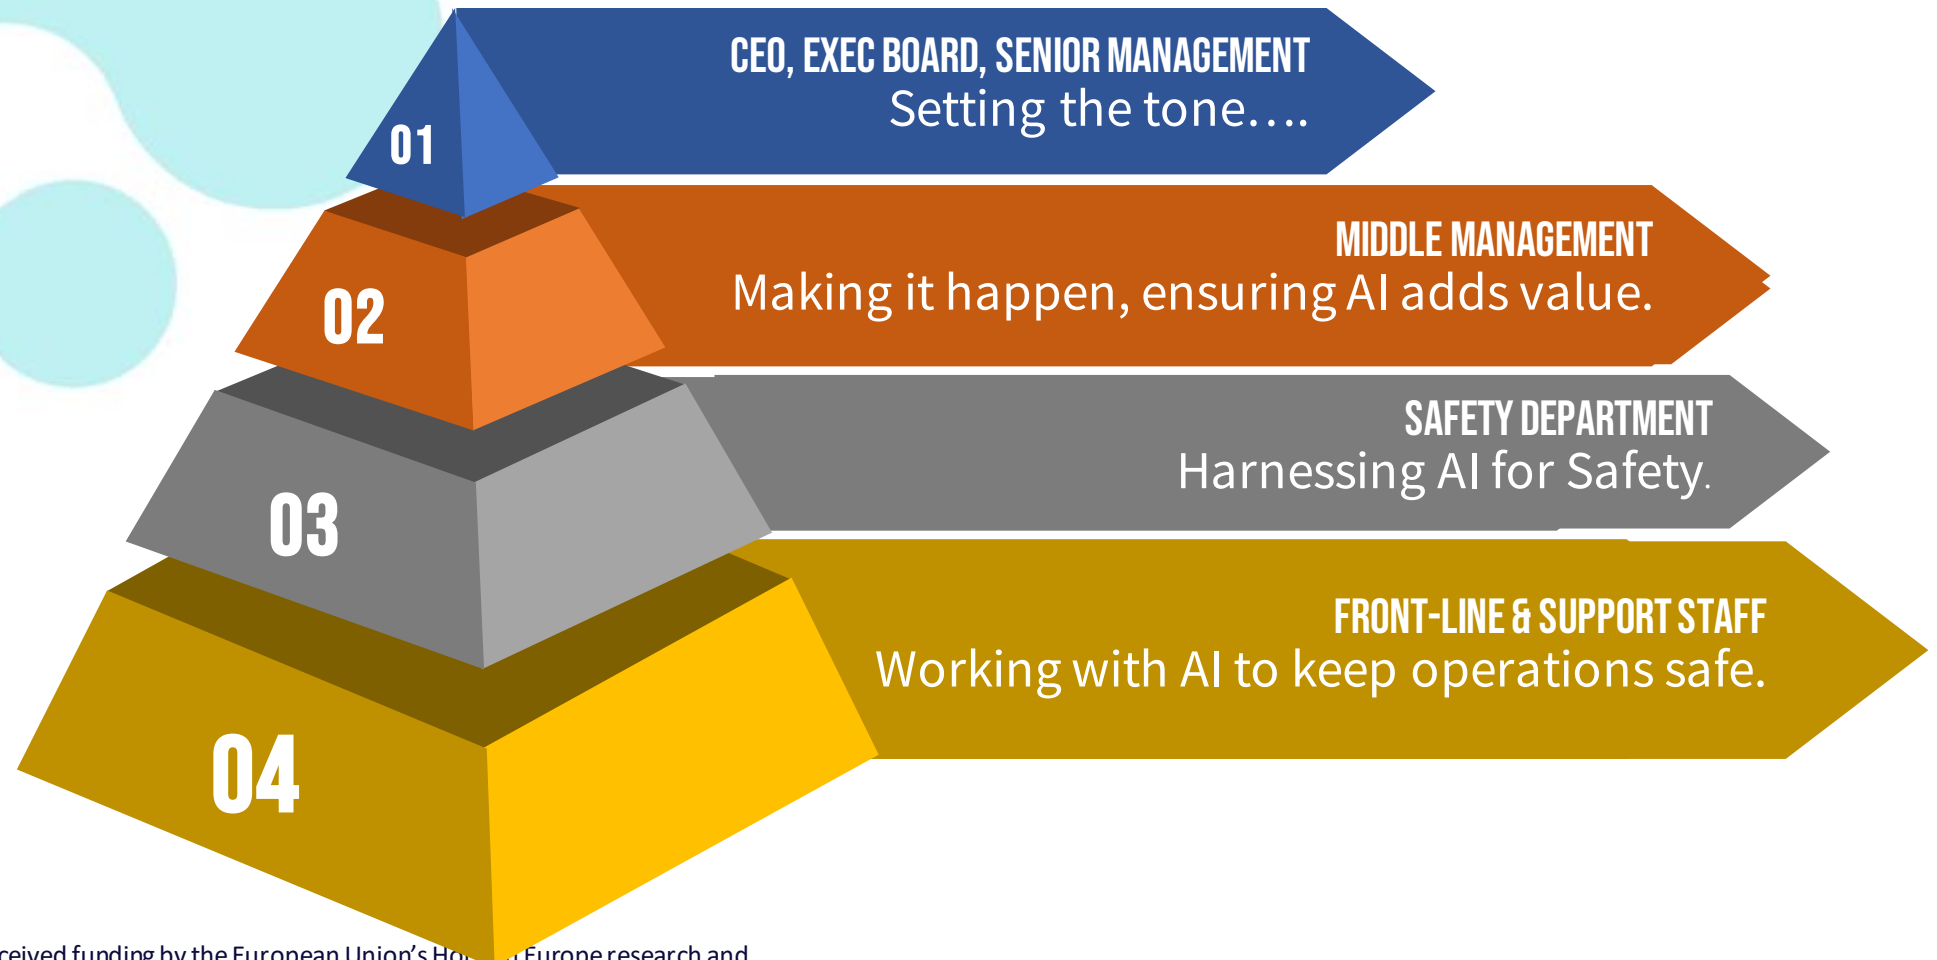 CEO, EXEC BOARD, SENIOR MANAGEMENT
Setting the tone....
01
MIDDLE MANAGEMENT
Making it happen, ensuring AI adds value.
02
SAFETY DEPARTMENT
Harnessing AI for Safety.
03
FRONT-LINE & SUPPORT STAFF
Working with AI to keep operations safe.
04
funding by the European Union's Europe research and